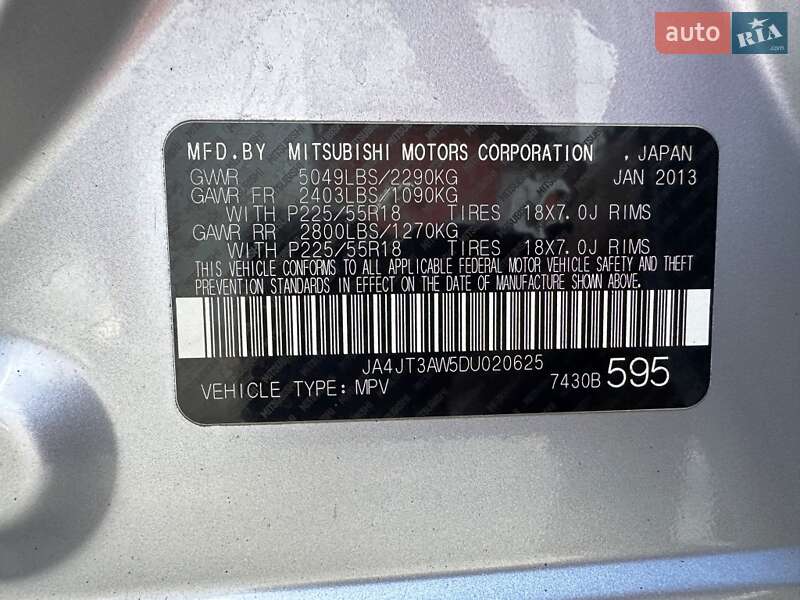 auto RIA
MFD.BY MITSUBISHI MOTORS CORPORATION , JAPAN
GWVR 5049LBS/2290KG JAN 2013
GAWR FR 2403LBS/1090KG
WITH P225/55R18 TIRES 18X7.0J RIMS
GAWR RR 2800LBS/1270KG
WITH P225/55R18 TIRES 18X7.0J RIMS
THIS VEHICLE CONFORMS TO ALL APPLICABLE FEDERAL MOTOR VEHICLE SAFETY AND THEFT
PREVENTION STANDARDS IN EFFECT ON THE DATE OF MANUFACTURE SHOWN ABOVE.
JA4JT3AW5DU020625
VEHICLE TYPE: MPV 7430B 595